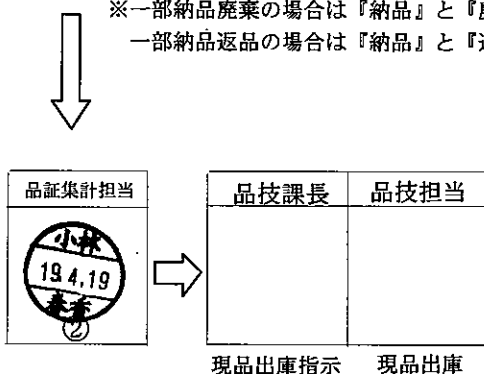 ※一部納品廃棄の場合は『納品』と『
一部納品返品の場合は『納品』と『
品証集計担当
品技課長
品技担当
小林
19.4.19
②
現品出庫指示
現品出庫